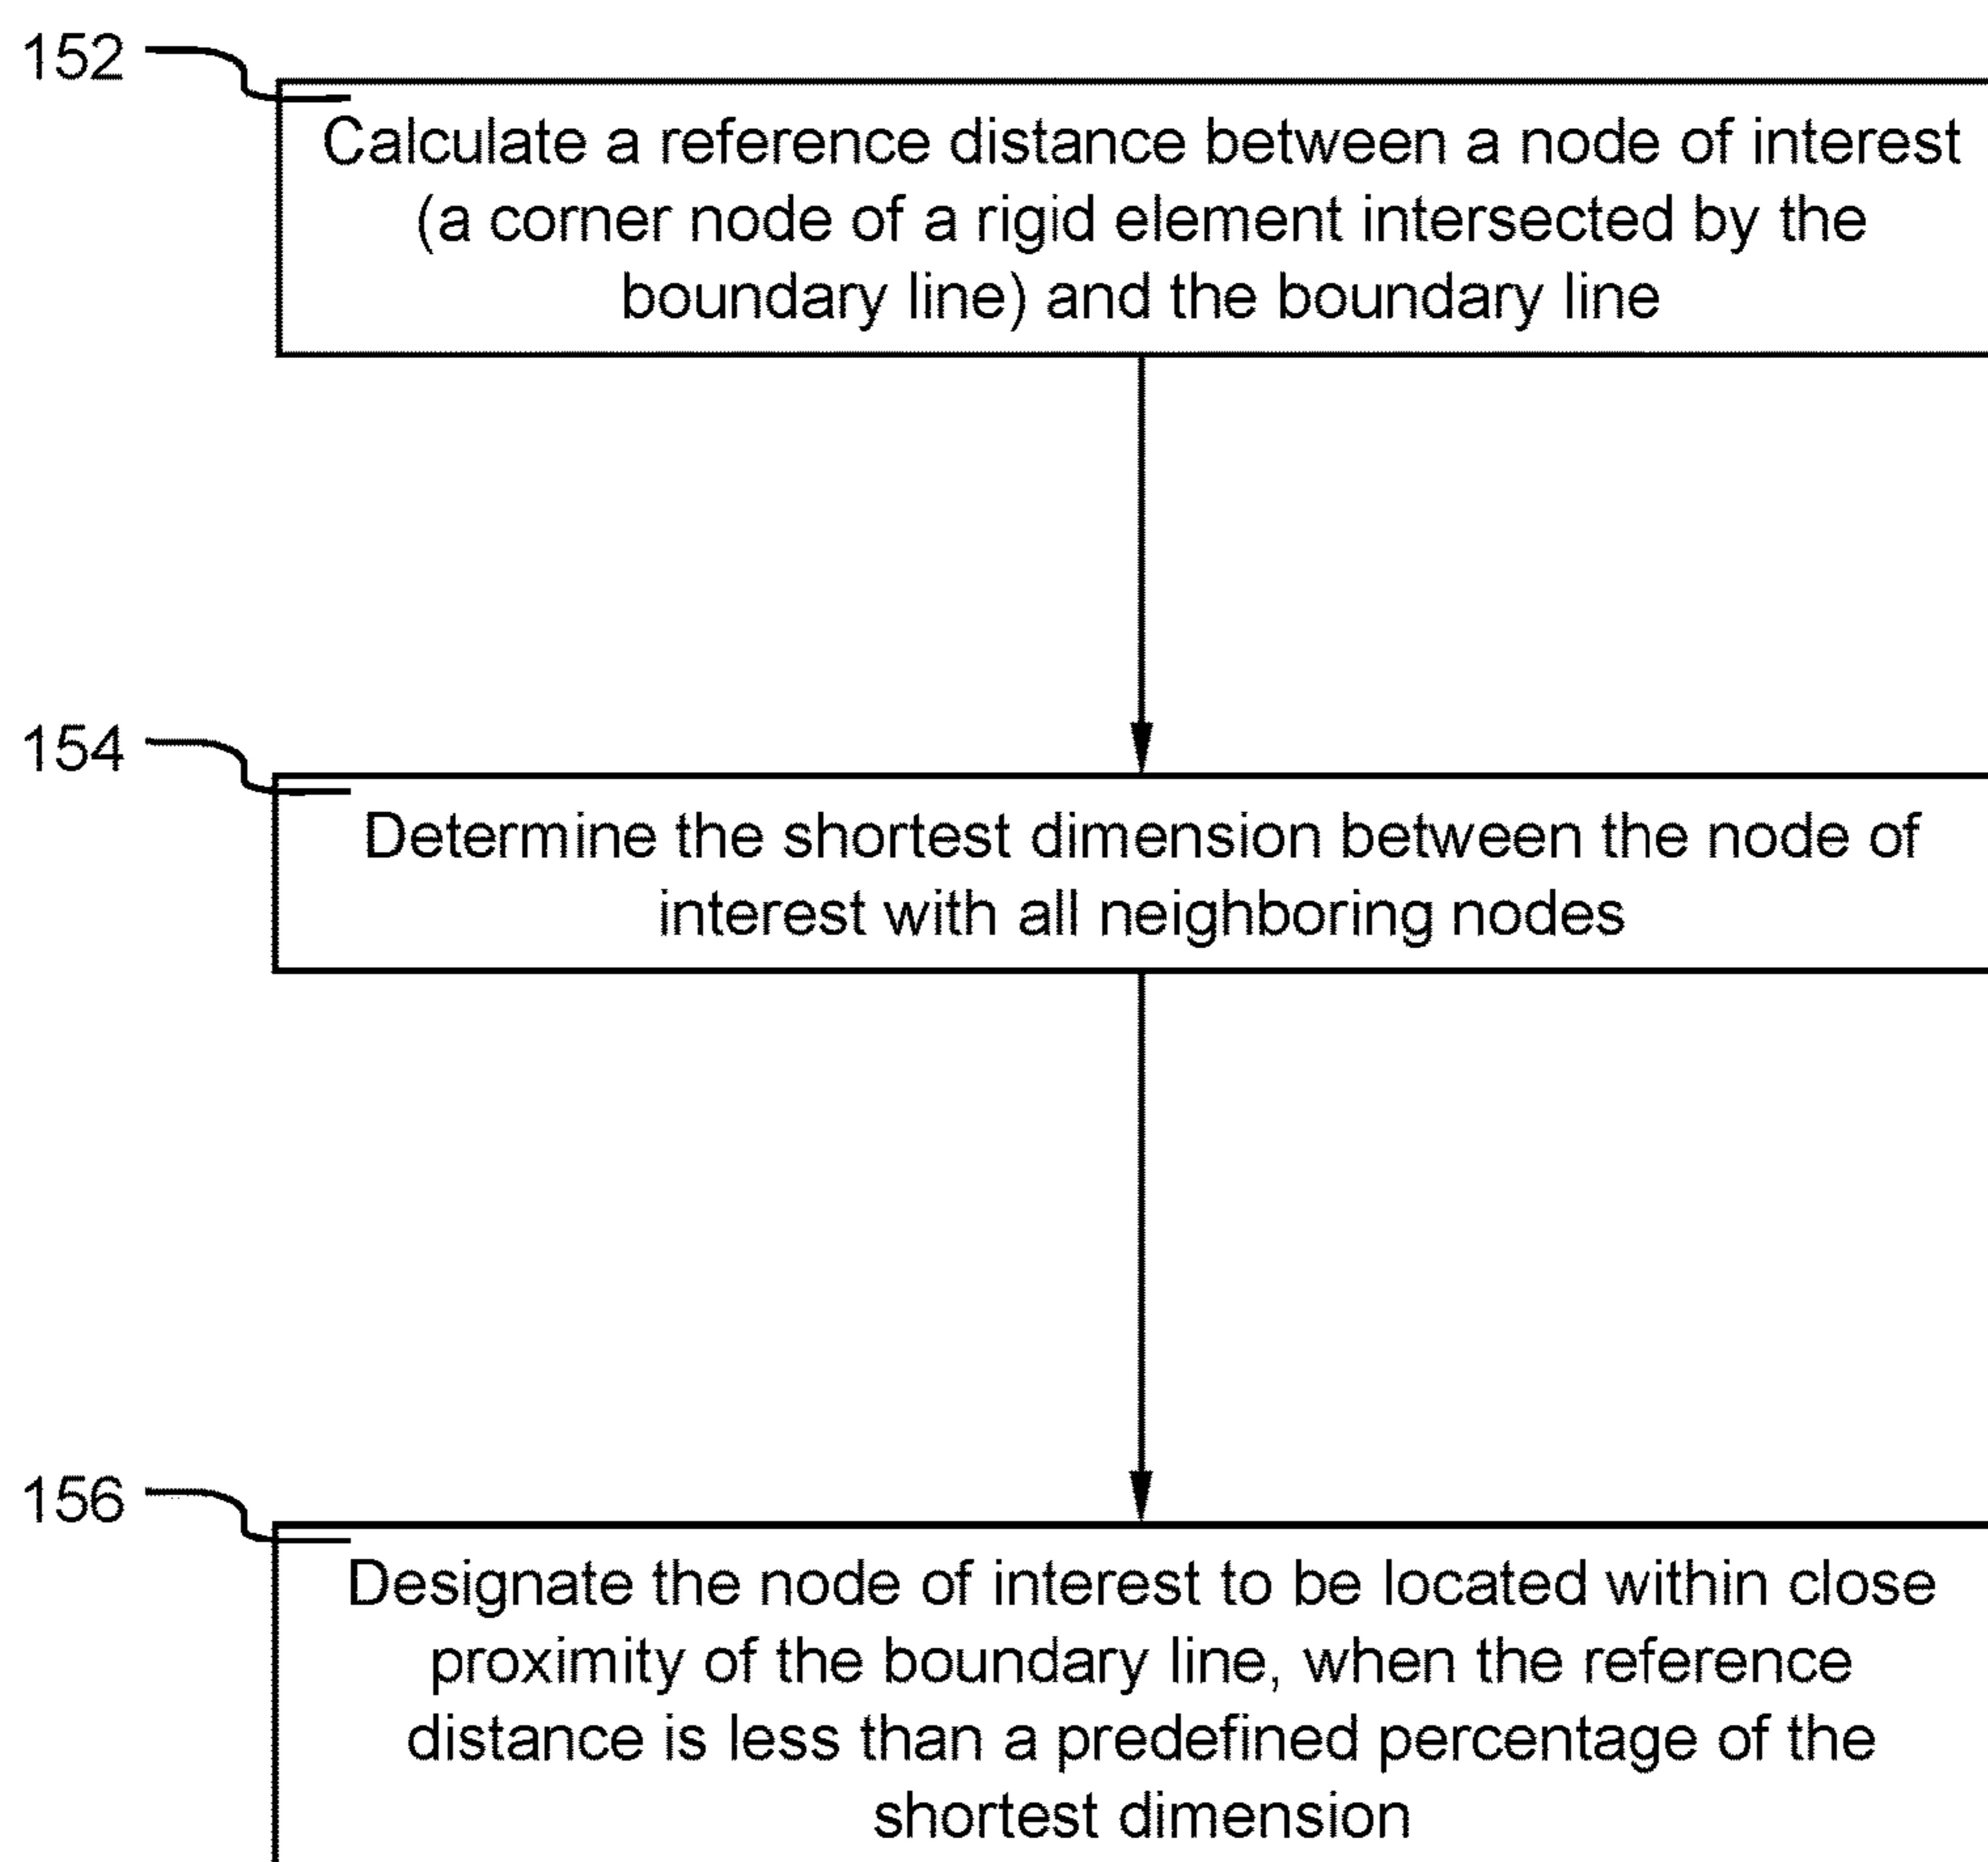 152
Calculate a reference distance between a node of interest
(a corner node of a rigid element intersected by the
boundary line) and the boundary line
154
Determine the shortest dimension between the node of
interest with all neighboring nodes
156
Designate the node of interest to be located within close
proximity of the boundary line, when the reference
distance is less than a predefined percentage of the
shortest dimension